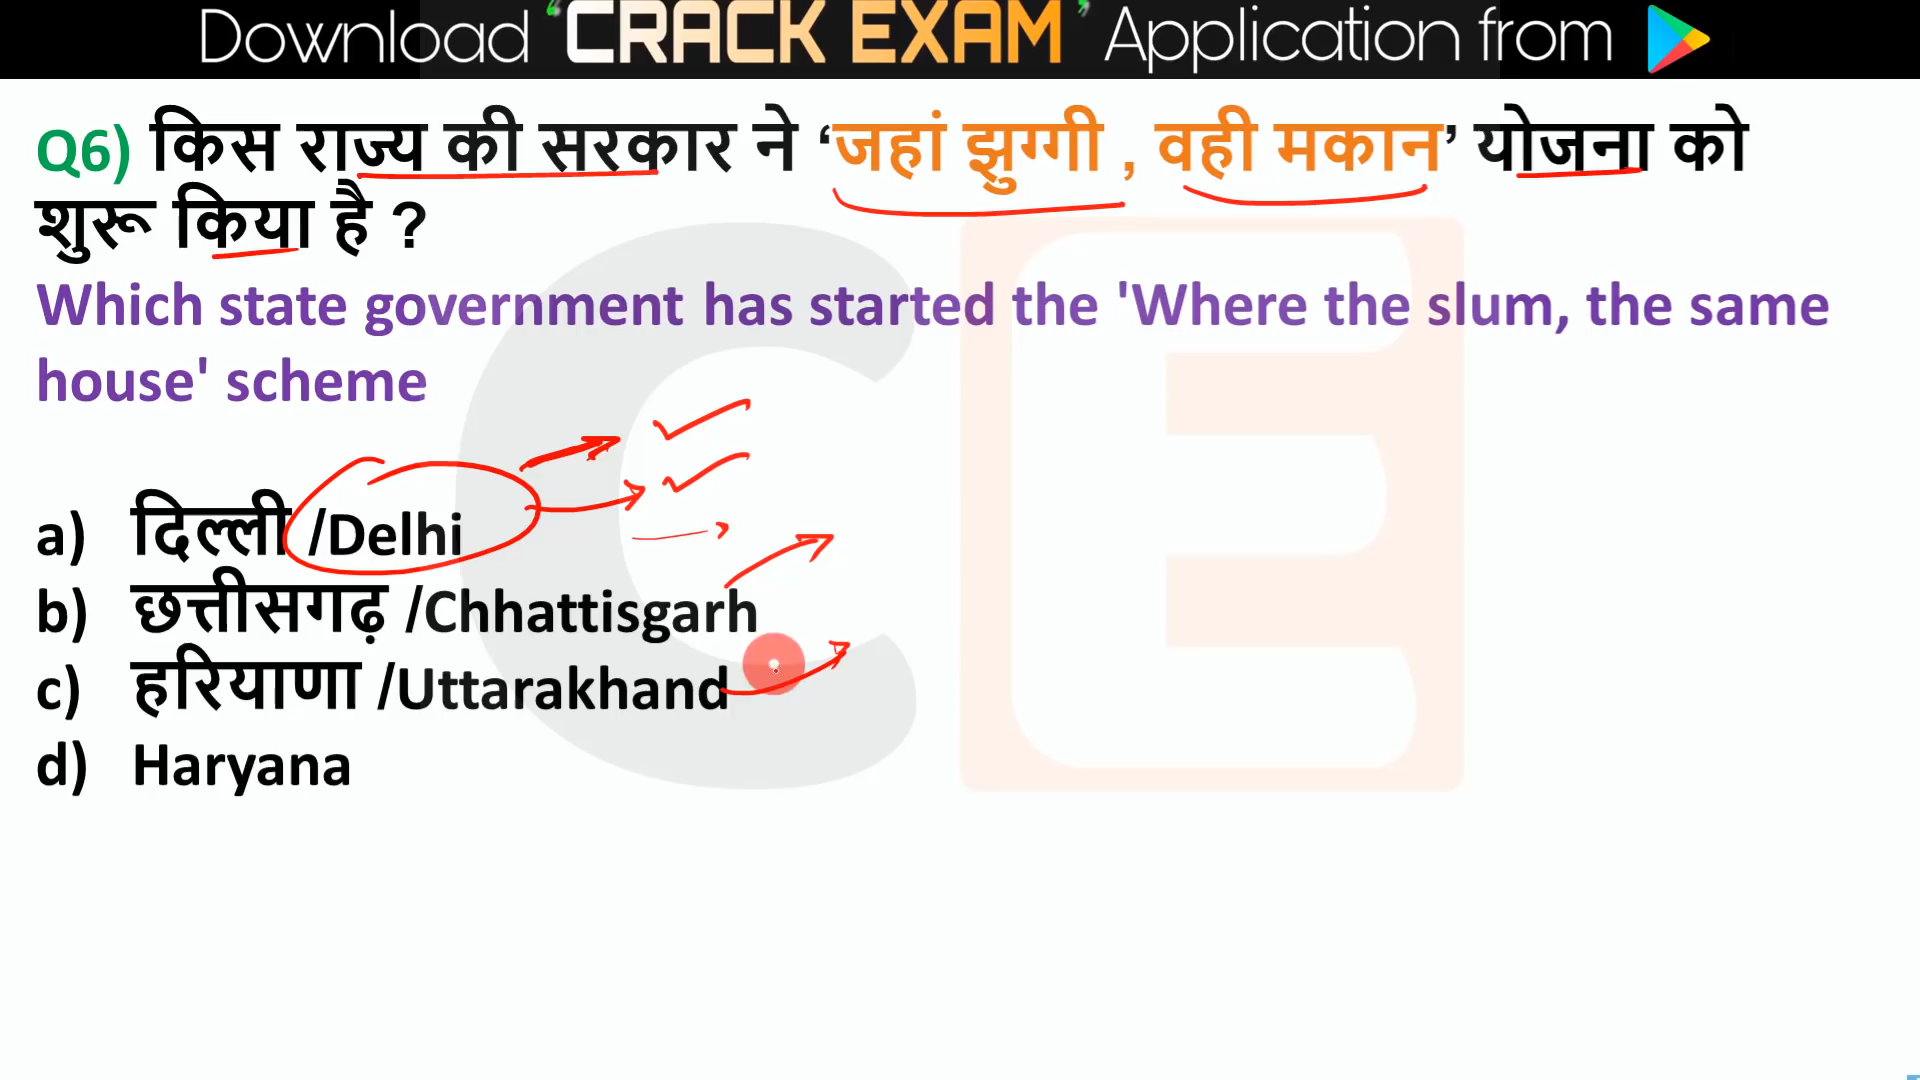 Download ‘CRACK EXAM’ Application from
Q6) किस राज्य की सरकार ने ‘जहां झुग्गी , वही मकान’ योजना को
शुरू किया है ?
Which state government has started the 'Where the slum, the same
house' scheme
a) दिल्ली /Delhi
b) छत्तीसगढ़ /Chhattisgarh
c) हरियाणा /Uttarakhand
d) Haryana